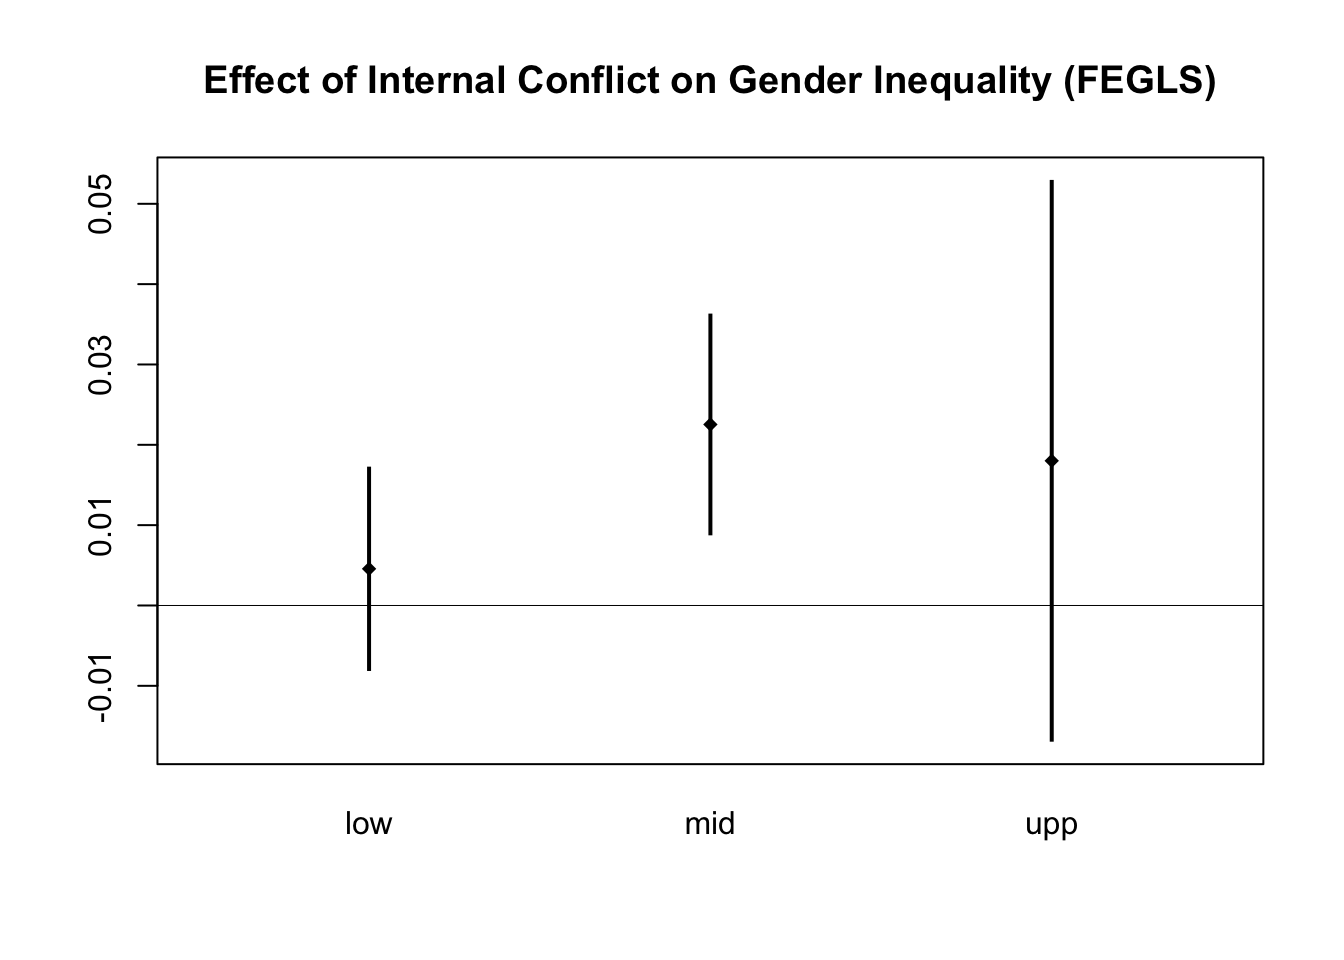 Effect of Internal Conflict on Gender Inequality (FEGLS)
0.05
0.03
0.01
-0.01
low mid upp